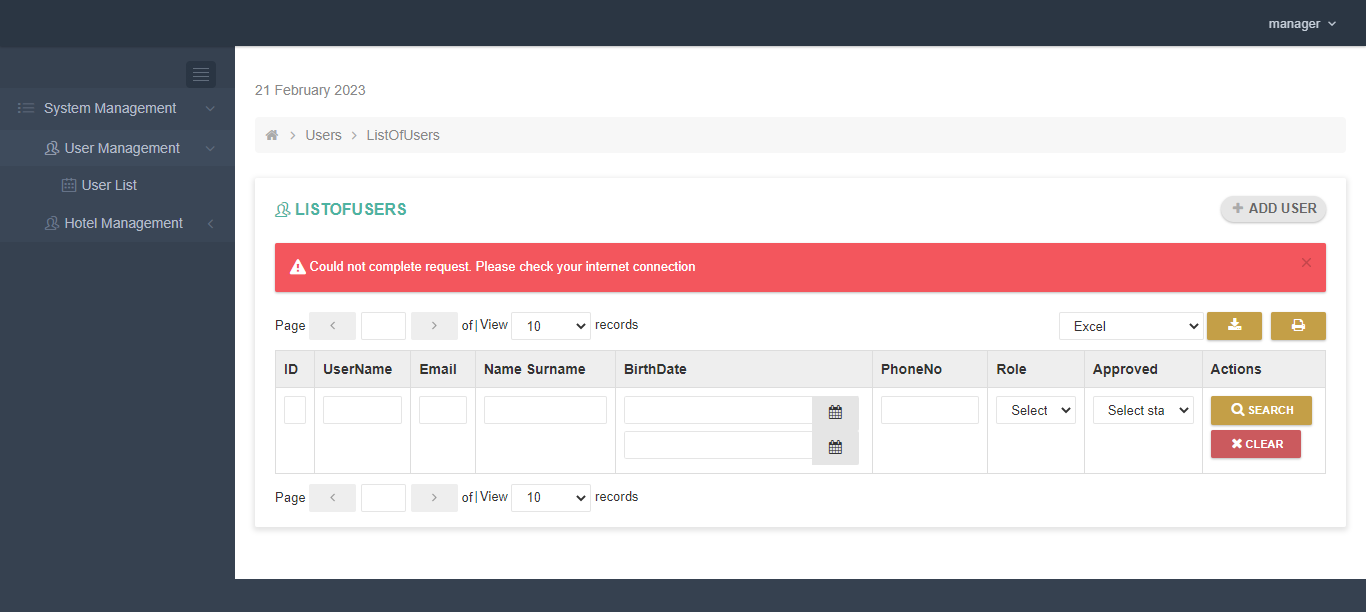 manager
System Management
User Management
User List
Hotel Management
21 February 2023
Users > ListOfUsers
LISTOFUSERS
ADD USER
Could not complete request. Please check your internet connection
Page of | View 10 records
Excel
ID UserName Email Name Surname BirthDate PhoneNo Role Approved Actions
Select Select sta SEARCH
CLEAR
Page of | View 10 records